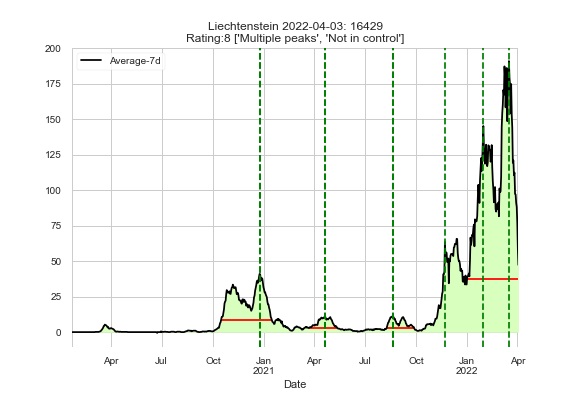 Liechtenstein 2022-04-03: 16429
Rating:8 ['Multiple peaks', 'Not in control']
Average-7d
200
175
150
125
100
75
50
25
0
Apr Jul Oct Jan Apr Jul Oct Jan Apr
2021 2022
Date